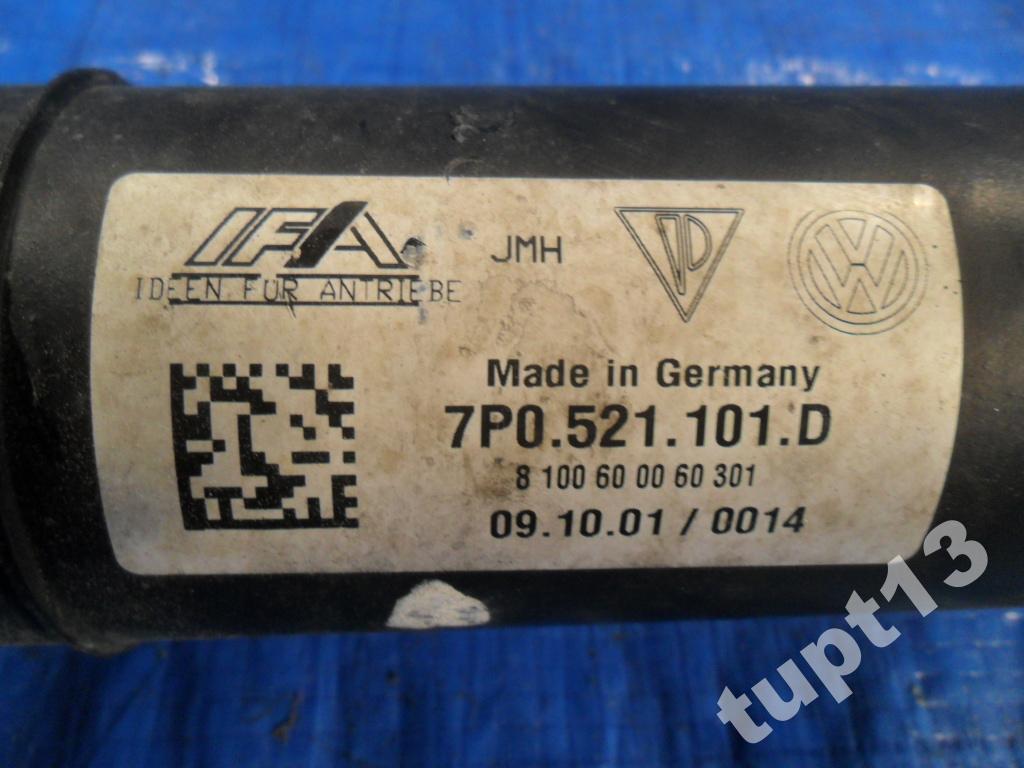 IFA
IDEEN FÜR ANTRIEBE
JMH
VW
Made in Germany
7P0.521.101.D
8 100 60 00 60 301
09.10.01 / 0014
tupt13